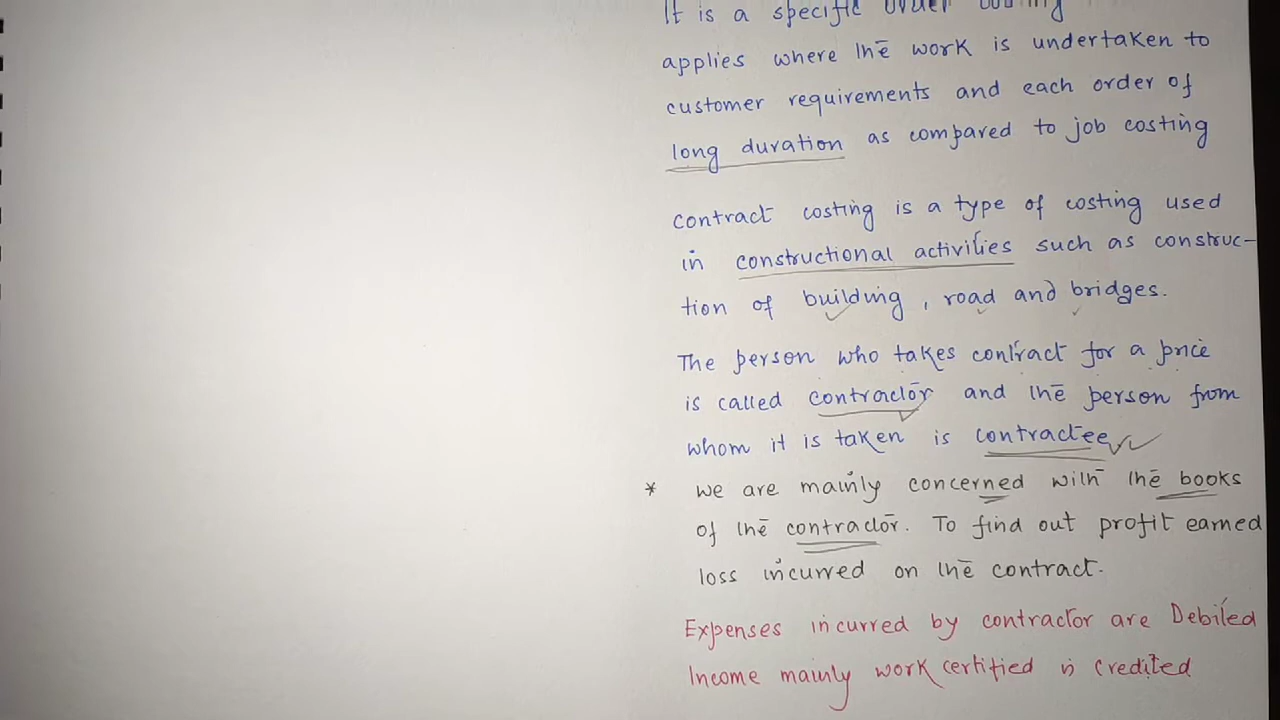 It is a specific order costing
applies where the work is undertaken to
customer requirements and each order of
long duration as compared to job costing
contract costing is a type of costing used
in constructional activities such as construc-
tion of building, road and bridges.
The person who takes contract for a price
is called contractor and the person from
whom it is taken is contractee
* we are mainly concerned with the books
of the contractor. To find out profit earned
loss incurred on the contract.
Expenses incurred by contractor are Debited
Income mainly work certified is credited